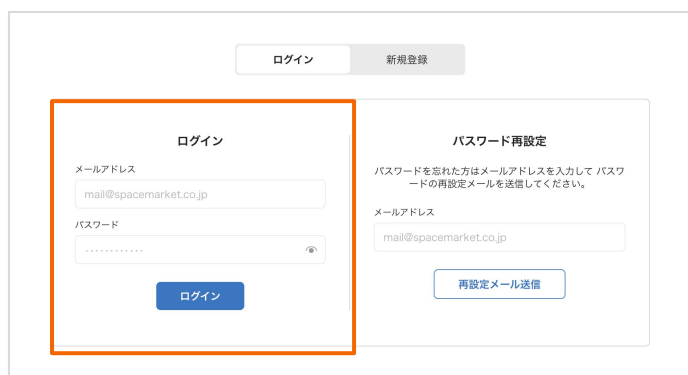 ログイン
新規登録
ログイン
メールアドレス
mail@spacemarket.co.jp
パスワード
............
ログイン
パスワード再設定
パスワードを忘れた方はメールアドレスを入力して パスワ
ードの再設定メールを送信してください。
メールアドレス
mail@spacemarket.co.jp
再設定メール送信